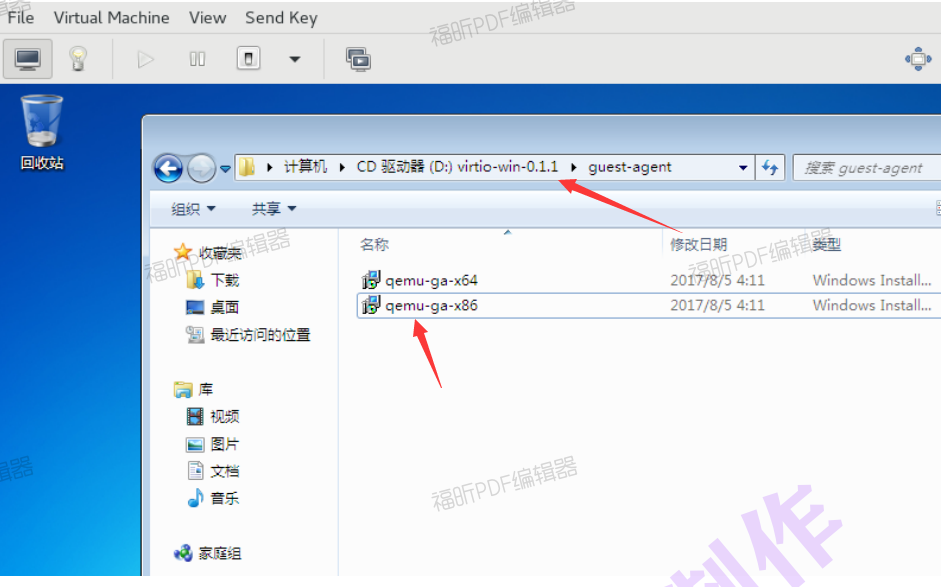 File Virtual Machine View Send Key
福昕PDF编辑器
回收站
计算机 CD 驱动器 (D:) virtio-win-0.1.1 guest-agent
搜索 guest-agent
组织 共享
名称 修改日期 类型
收藏夹
福昕PDF编辑器
福昕PDF编辑器
下载 qemu-ga-x64 2017/8/5 4:11 Windows Install...
桌面 qemu-ga-x86 2017/8/5 4:11 Windows Install...
最近访问的位置
库
视频
图片
文档
辑器
福昕PDF编辑器
音乐
制作
家庭组